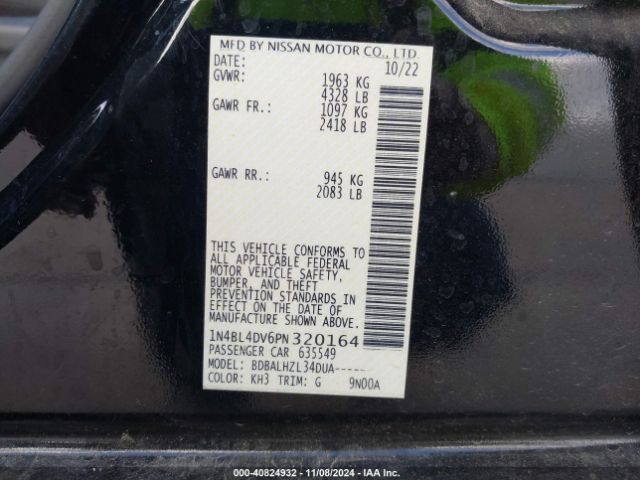 MFD BY NISSAN MOTOR CO., LTD
DATE: 10/22
GVWR: 1963 KG
4328 LB
GAWR FR.: 1097 KG
2418 LB
GAWR RR.: 945 KG
2083 LB
THIS VEHICLE CONFORMS TO
ALL APPLICABLE FEDERAL
MOTOR VEHICLE SAFETY,
BUMPER, AND THEFT
PREVENTION STANDARDS IN
EFFECT ON THE DATE OF
MANUFACTURE SHOWN ABOVE.
1N4BL4DV6PN320164
PASSENGER CAR 635549
MODEL: BDBALHZL34DUA-----
COLOR: KH3 TRIM: G 9N00A
000-40824932 - 11/08/2024 - IAA Inc.